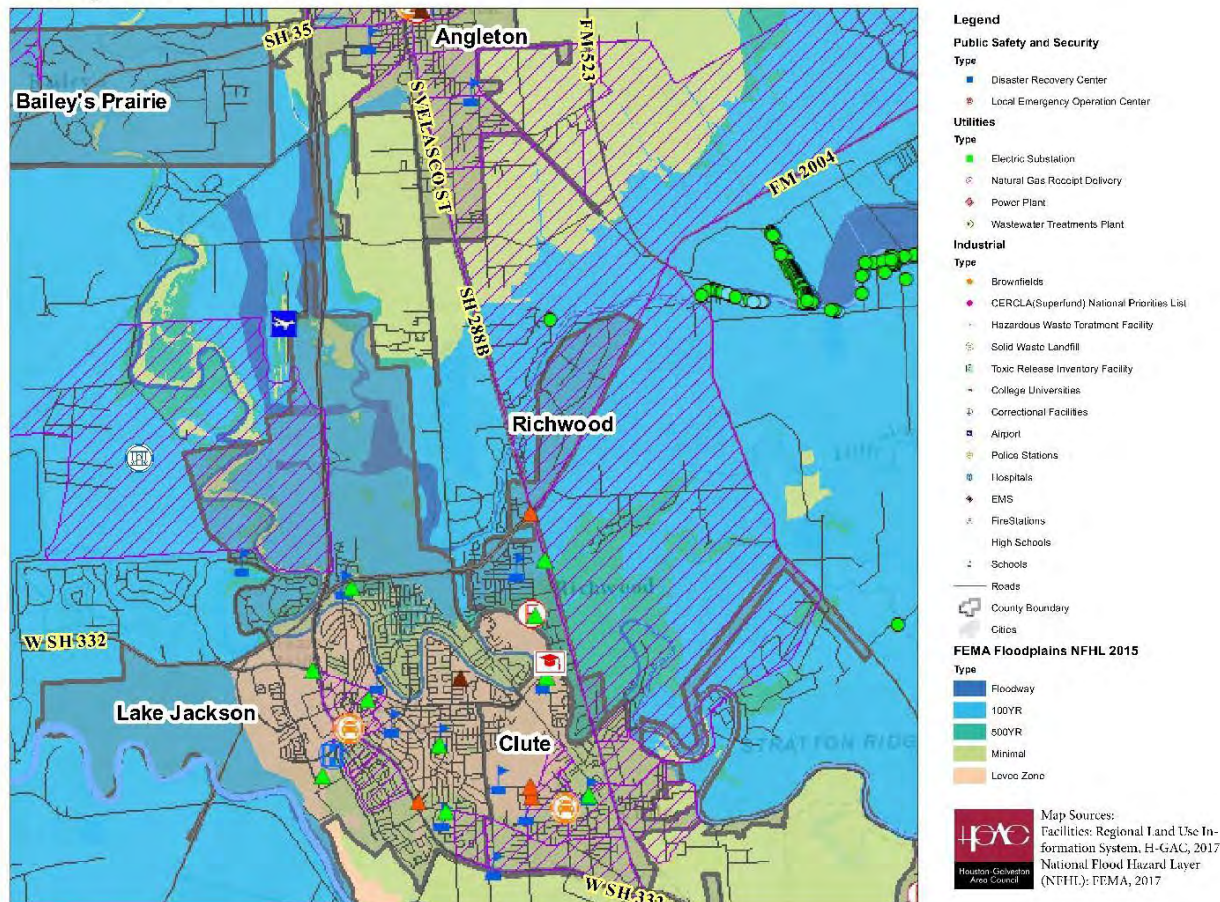 Angleton
SH 35
FM 523
Bailey's Prairie
S VELASCO ST
FM 2004
SH 288B
Richwood
Richwood
W SH 332
Lake Jackson
Clute
STRATTON RIDGE
W SH 332
Legend
Public Safety and Security
Type
Disaster Recovery Center
Local Emergency Operation Center
Utilities
Type
Electric Substation
Natural Gas Receipt Delivery
Power Plant
Wastewater Treatments Plant
Industrial
Type
Brownfields
CERCLA(Superfund) National Priorities List
Hazardous Waste Toratment Facility
Solid Waste Landfill
Toxic Release Inventory Facility
College Universities
Correctional Facilities
Airport
Police Stations
Hospitals
EMS
FireStations
High Schools
Schools
Roads
County Boundary
Cities
FEMA Floodplains NFHL 2015
Type
Floodway
100YR
500YR
Minimal
Levee Zone
H-GAC
Houston-Galveston
Area Council
Map Sources:
Facilities: Regional Land Use In-
formation System, H-GAC, 2017
National Flood Hazard Layer
(NFHL): FEMA, 2017